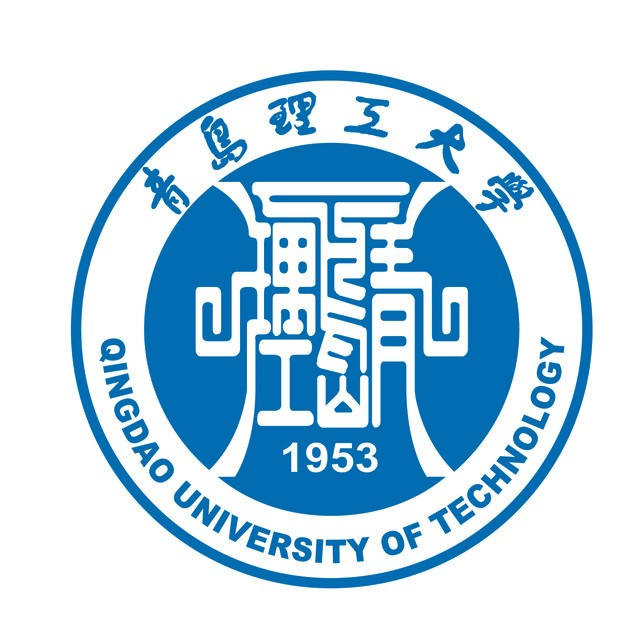 青島理工大學
1953
QINGDAO UNIVERSITY OF TECHNOLOGY